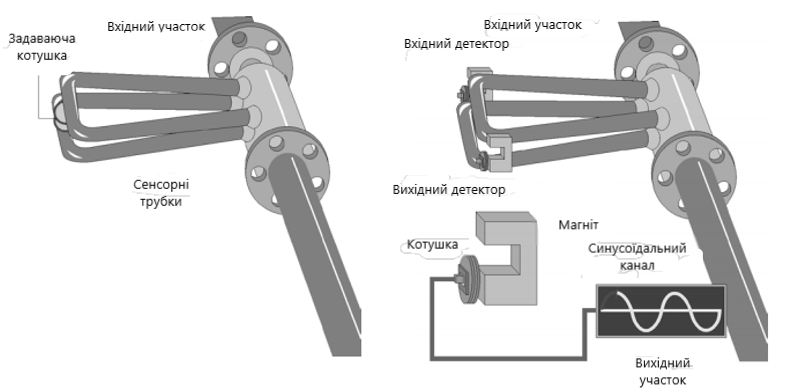 Вхідний участок
Задаваюча
котушка
Сенсорні
трубки
Вхідний участок
Вхідний детектор
Вихідний детектор
Магніт
Котушка
Синусоїдальний
канал
Вихідний
участок